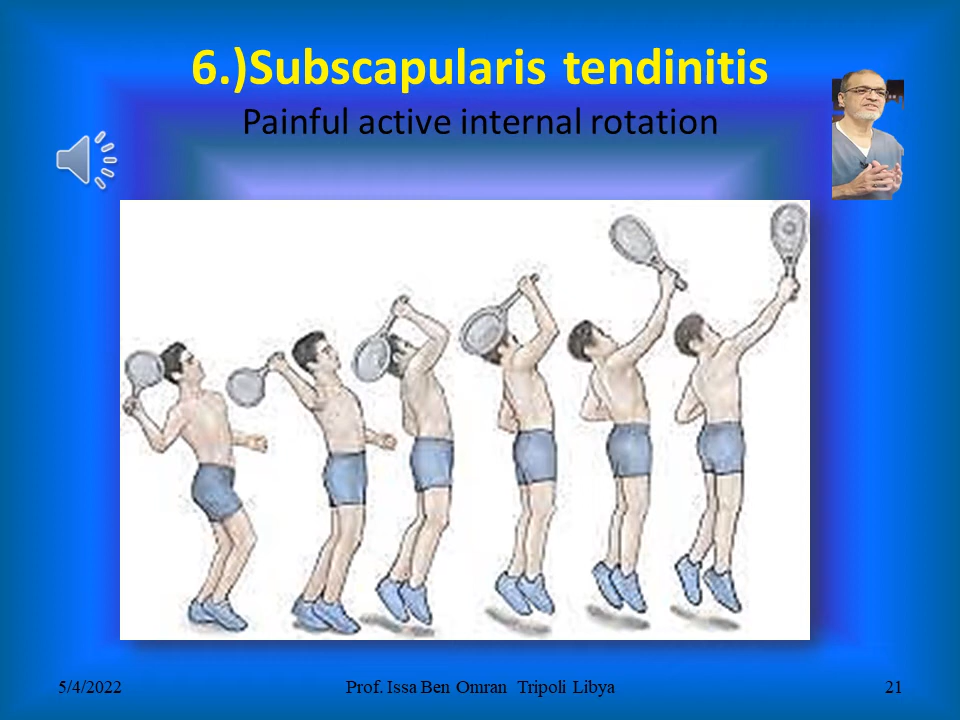 6.)Subscapularis tendinitis
Painful active internal rotation
5/4/2022
Prof. Issa Ben Omran Tripoli Libya
21